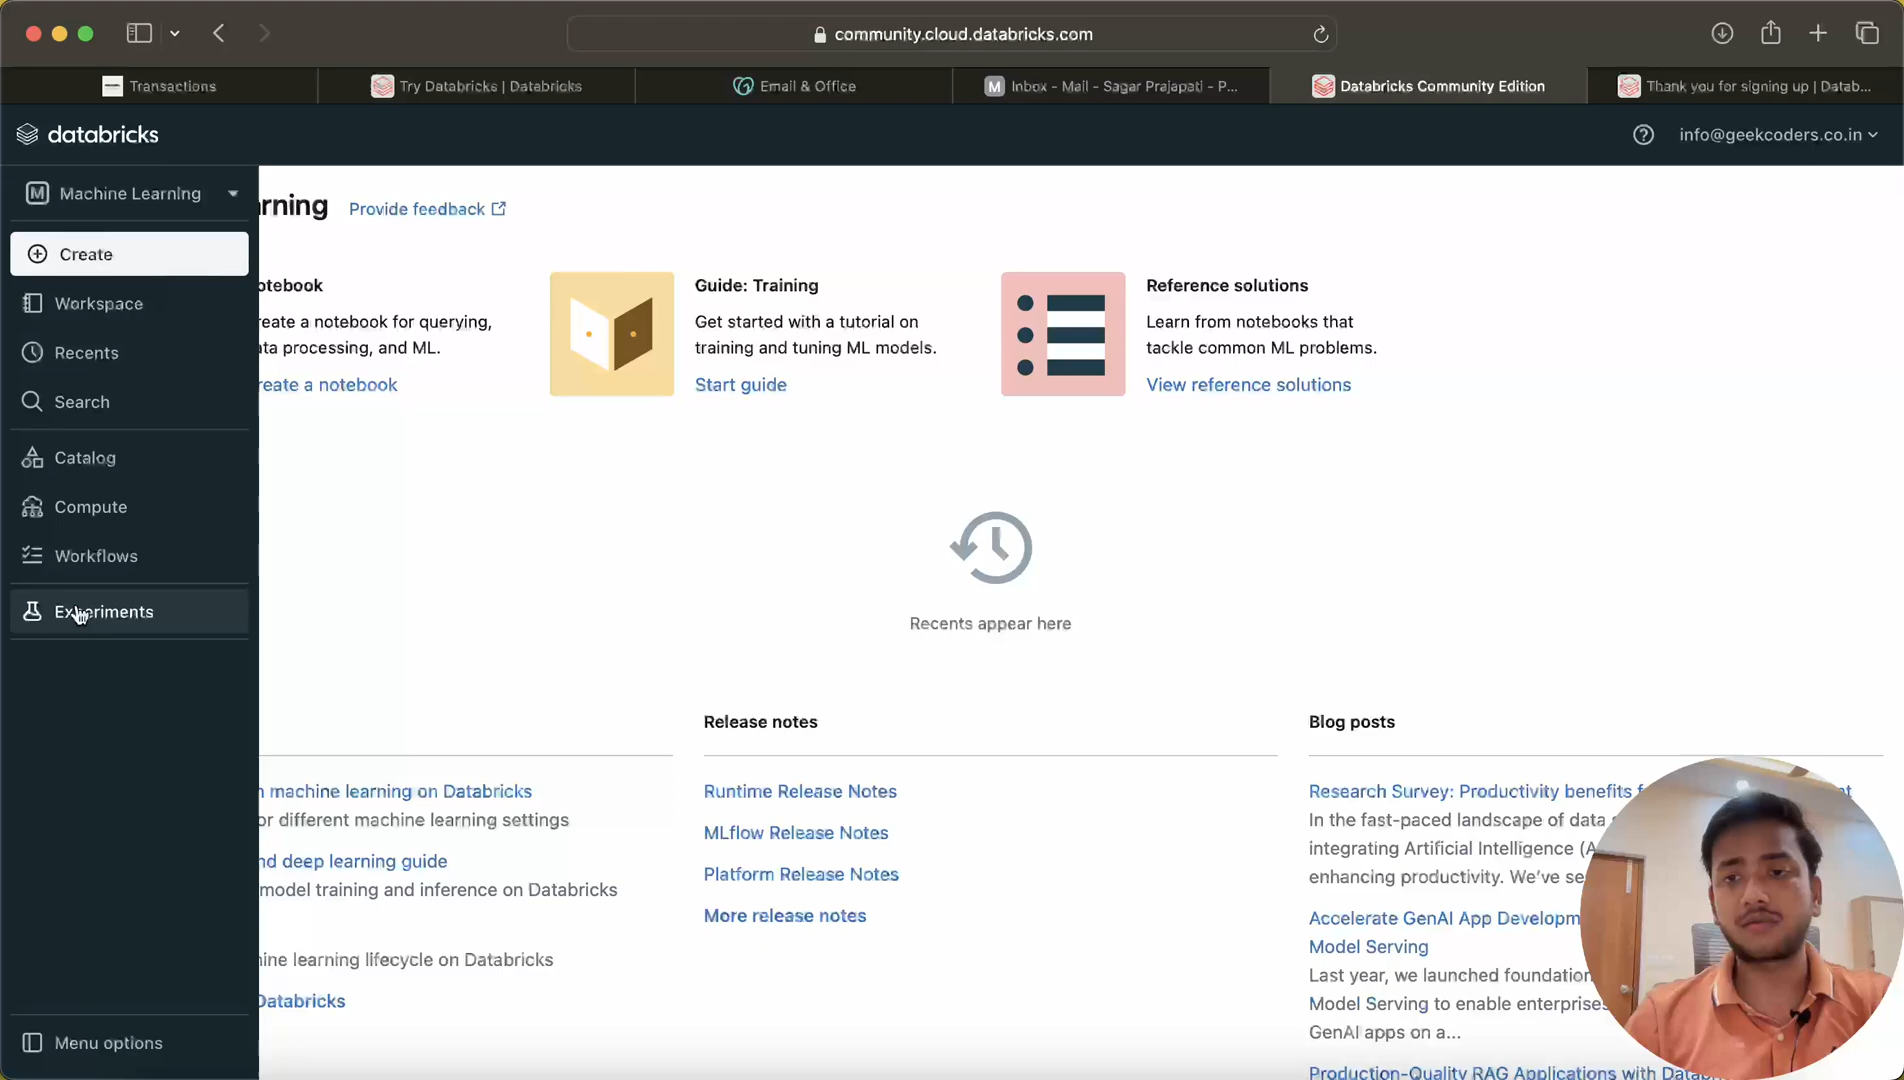 community.cloud.databricks.com
Transactions
Try Databricks | Databricks
Email & Office
M Inbox - Mail - Sagar Prajapati - P...
Databricks Community Edition
Thank you for signing up | Datab...
databricks
info@geekcoders.co.in
M Machine Learning
Create
Workspace
Recents
Search
Catalog
Compute
Workflows
Experiments
Menu options
rning Provide feedback
otebook
reate a notebook for querying,
ata processing, and ML.
reate a notebook
Guide: Training
Get started with a tutorial on
training and tuning ML models.
Start guide
Reference solutions
Learn from notebooks that
tackle common ML problems.
View reference solutions
Recents appear here
n machine learning on Databricks
or different machine learning settings
nd deep learning guide
model training and inference on Databricks
ine learning lifecycle on Databricks
Databricks
Release notes
Runtime Release Notes
MLflow Release Notes
Platform Release Notes
More release notes
Blog posts
Research Survey: Productivity benefits f
In the fast-paced landscape of data
integrating Artificial Intelligence (A
enhancing productivity. We've se
Accelerate GenAI App Developm
Model Serving
Last year, we launched foundation
Model Serving to enable enterprises
GenAI apps on a...
Production-Quality RAG Applications with Datab